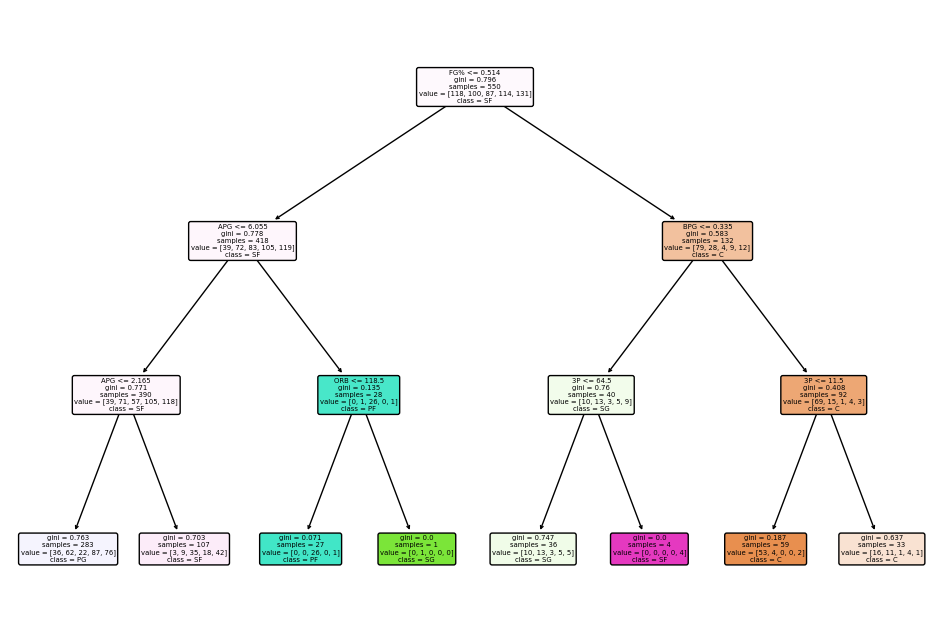 FG% <= 0.514
gini = 0.796
samples = 550
value = [118, 100, 87, 114, 131]
class = SF
APG <= 6.055
gini = 0.778
samples = 418
value = [39, 72, 83, 105, 119]
class = SF
BPG <= 0.335
gini = 0.583
samples = 132
value = [79, 28, 4, 9, 12]
class = C
APG <= 2.165
gini = 0.771
samples = 390
value = [39, 71, 57, 105, 118]
class = SF
ORB <= 118.5
gini = 0.135
samples = 28
value = [0, 1, 26, 0, 1]
class = PF
3P <= 64.5
gini = 0.76
samples = 40
value = [10, 13, 3, 5, 9]
class = SG
3P <= 11.5
gini = 0.408
samples = 92
value = [69, 15, 1, 4, 3]
class = C
gini = 0.763
samples = 283
value = [36, 62, 22, 87, 76]
class = PG
gini = 0.703
samples = 107
value = [3, 9, 35, 18, 42]
class = SF
gini = 0.071
samples = 27
value = [0, 0, 26, 0, 1]
class = PF
gini = 0.0
samples = 1
value = [0, 1, 0, 0, 0]
class = SG
gini = 0.747
samples = 36
value = [10, 13, 3, 5, 5]
class = SG
gini = 0.0
samples = 4
value = [0, 0, 0, 0, 4]
class = SF
gini = 0.187
samples = 59
value = [53, 4, 0, 0, 2]
class = C
gini = 0.637
samples = 33
value = [16, 11, 1, 4, 1]
class = C